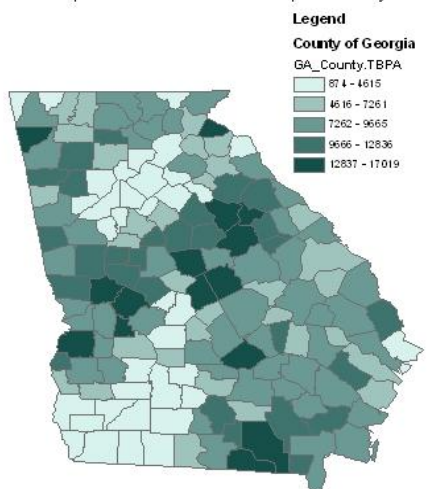 Legend
County of Georgia
GA_County.TBPA
874 - 4615
4616 - 7261
7262 - 9665
9666 - 12836
12837 - 17019